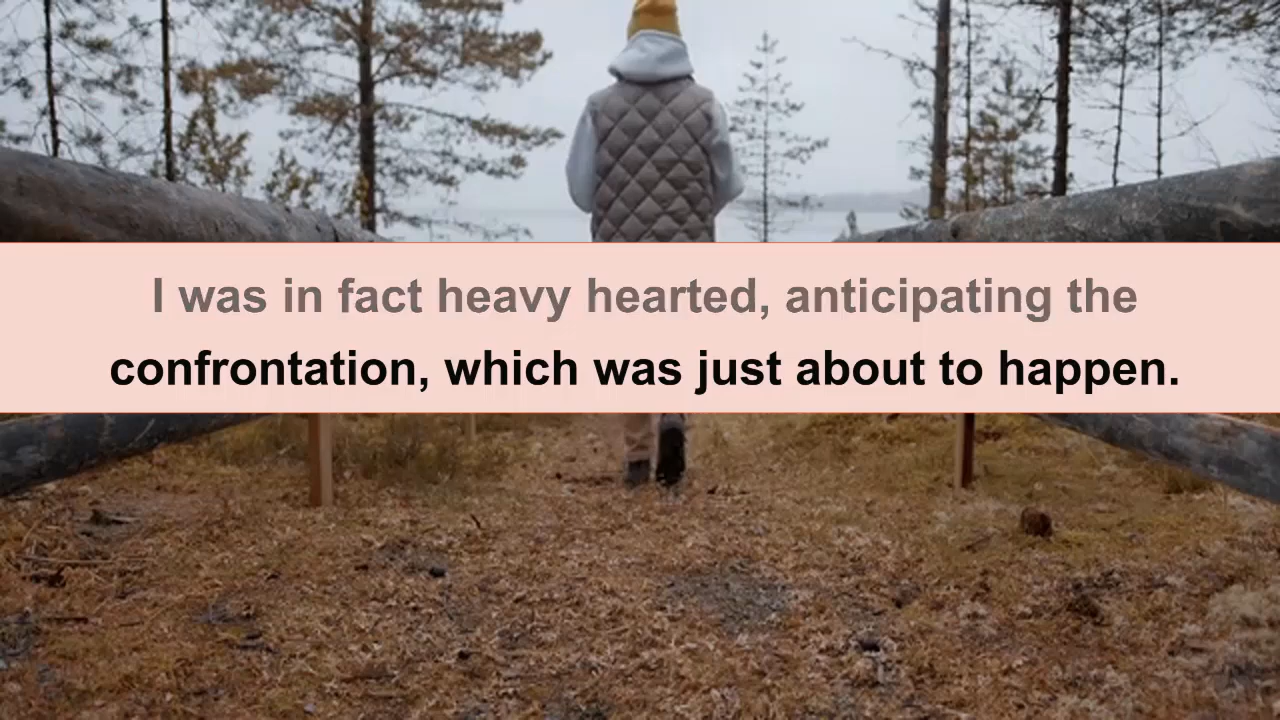 I was in fact heavy hearted, anticipating the
confrontation, which was just about to happen.